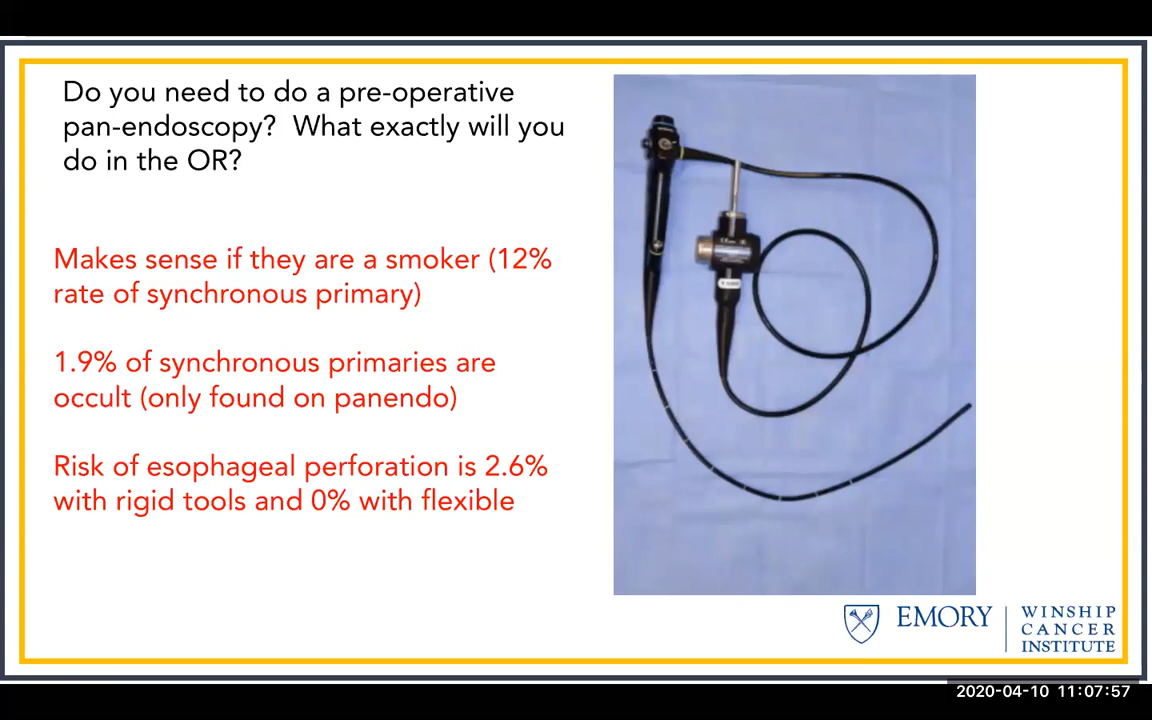 Do you need to do a pre-operative
pan-endoscopy?  What exactly will you
do in the OR?
Makes sense if they are a smoker (12%
rate of synchronous primary)
1.9% of synchronous primaries are
occult (only found on panendo)
Risk of esophageal perforation is 2.6%
with rigid tools and 0% with flexible
EMORY
WINSHIP
CANCER
INSTITUTE
2020-04-10 11:07:57